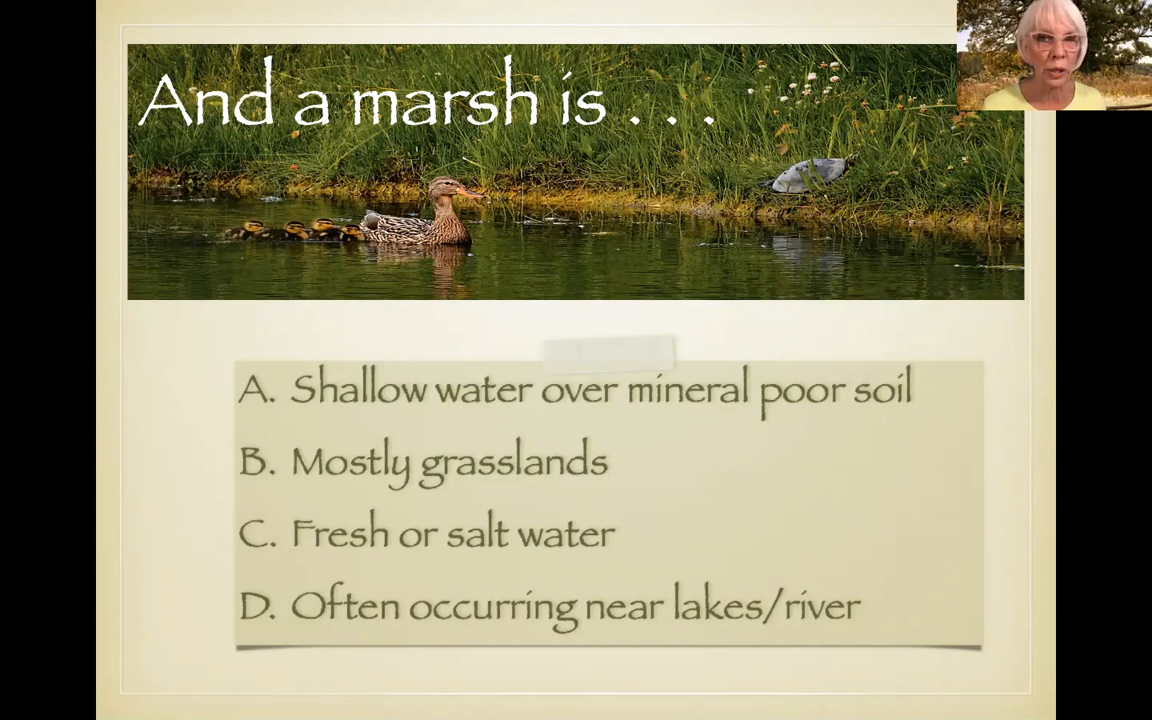 And a marsh is . . .
A. Shallow water over mineral poor soil
B. Mostly grasslands
C. Fresh or salt water
D. Often occurring near lakes/river